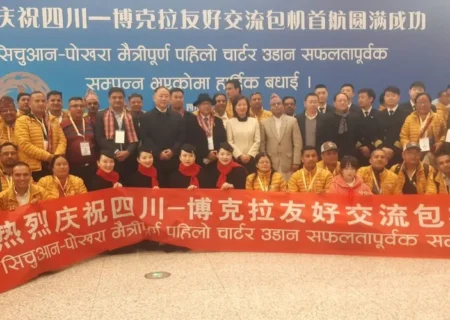 庆祝四川—博克拉友好交流包机首航圆满成功
सिचुआन-पोखरा मैत्रीपूर्ण पहिलो चार्टर उडान सफलतापूर्वक
सम्पन्न भएकोमा हार्दिक बधाई ।
热烈庆祝四川—博克拉友好交流包
सिचुआन-पोखरा मैत्रीपूर्ण पहिलो चार्टर उडान सफलतापूर्वक सम